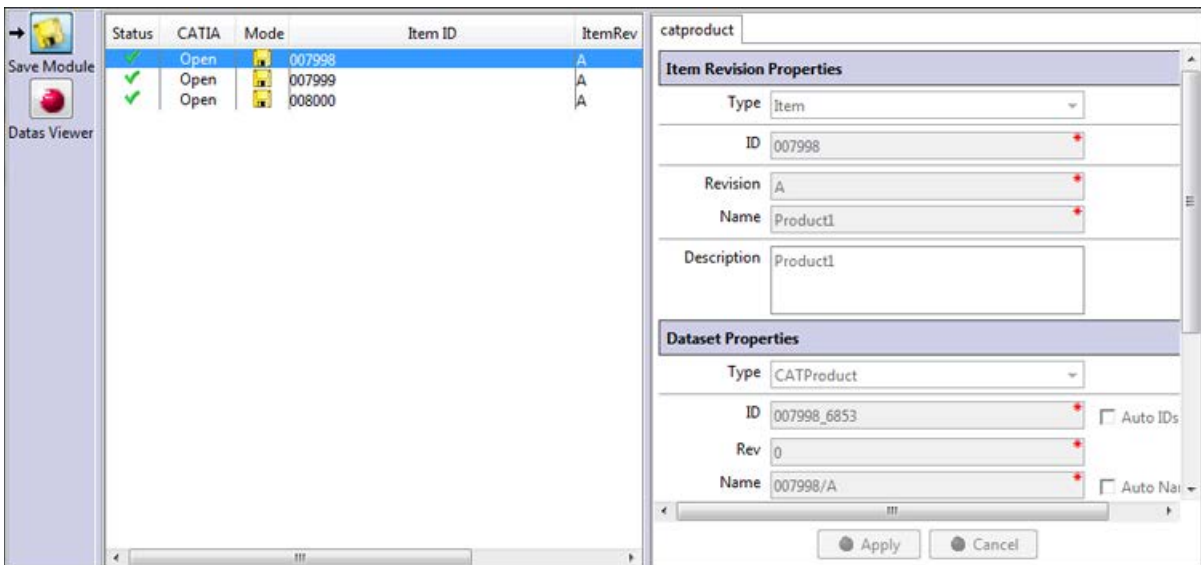 Save Module
Datas Viewer
Status CATIA Mode Item ID ItemRev
Open 007998 A
Open 007999 A
Open 008000 A
catproduct
Item Revision Properties
Type Item
ID 007998 *
Revision A *
Name Product1 *
Description Product1
Dataset Properties
Type CATProduct
ID 007998_6853 * Auto IDs
Rev 0 *
Name 007998/A * Auto Nar
Apply Cancel